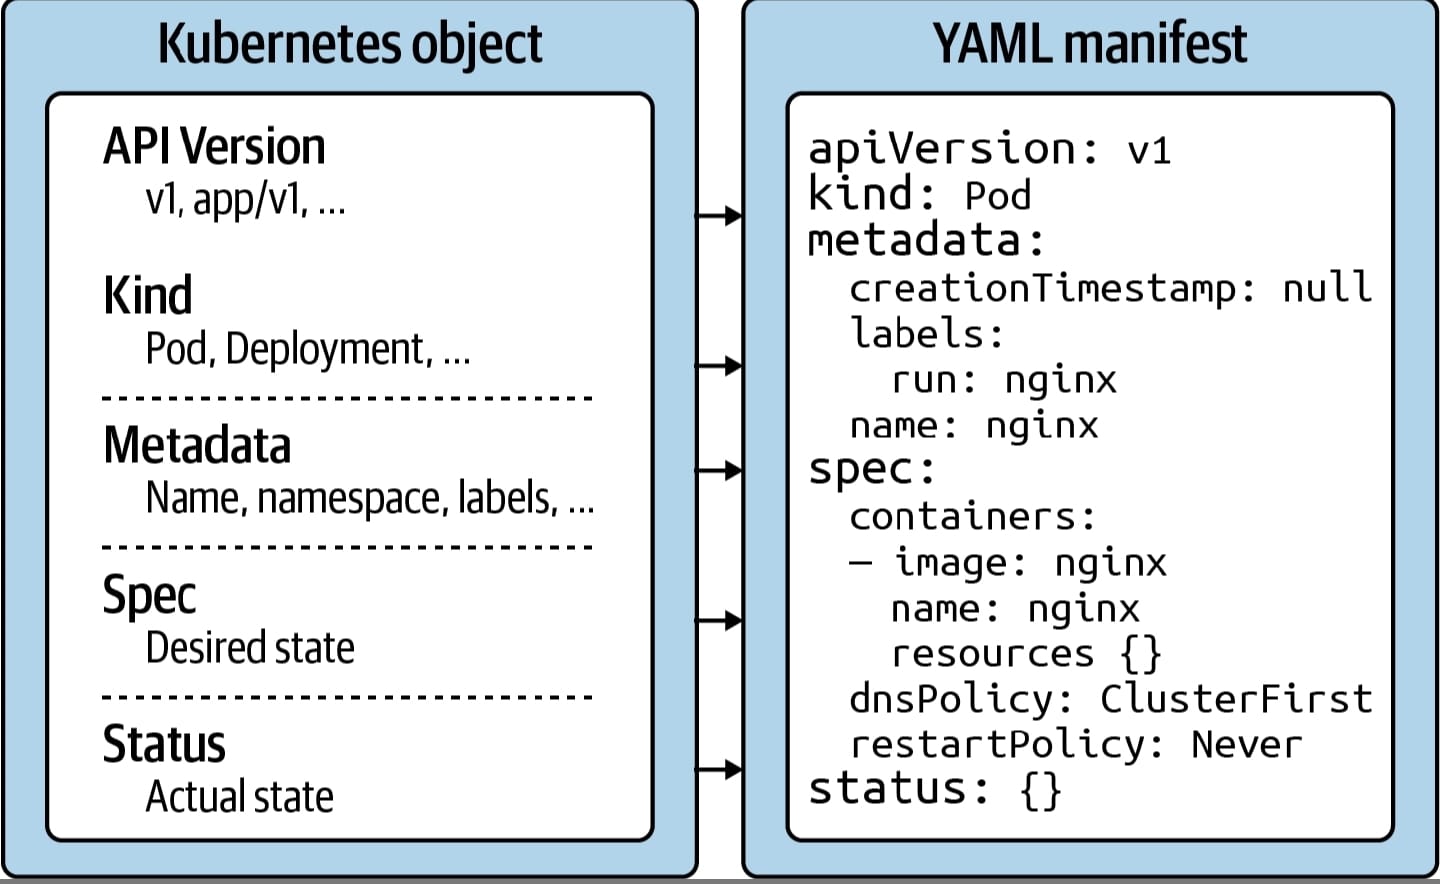 Kubernetes object
API Version
v1, app/v1, ...
Kind
Pod, Deployment, ...
Metadata
Name, namespace, labels, ...
Spec
Desired state
Status
Actual state
YAML manifest
apiVersion: v1
kind: Pod
metadata:
  creationTimestamp: null
  labels:
    run: nginx
  name: nginx
spec:
  containers:
  – image: nginx
    name: nginx
    resources {}
  dnsPolicy: ClusterFirst
  restartPolicy: Never
status: {}